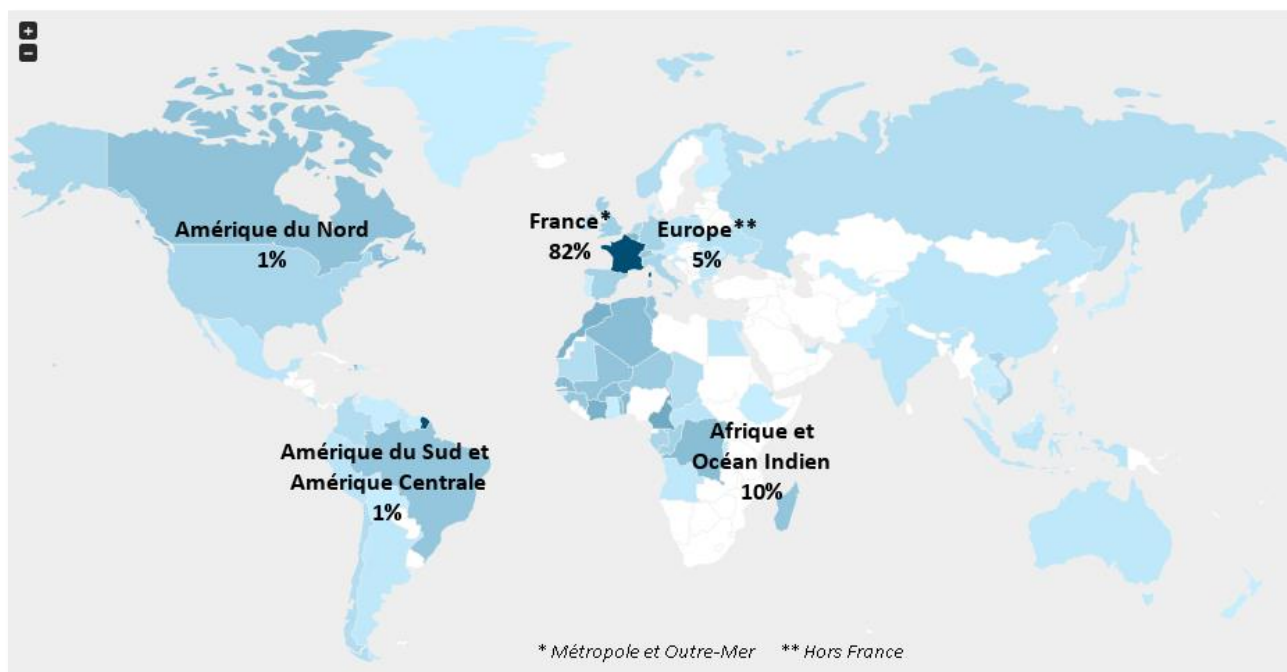 Amérique du Nord
1%
France*
82%
Europe**
5%
Amérique du Sud et
Amérique Centrale
1%
Afrique et
Océan Indien
10%
* Métropole et Outre-Mer ** Hors France